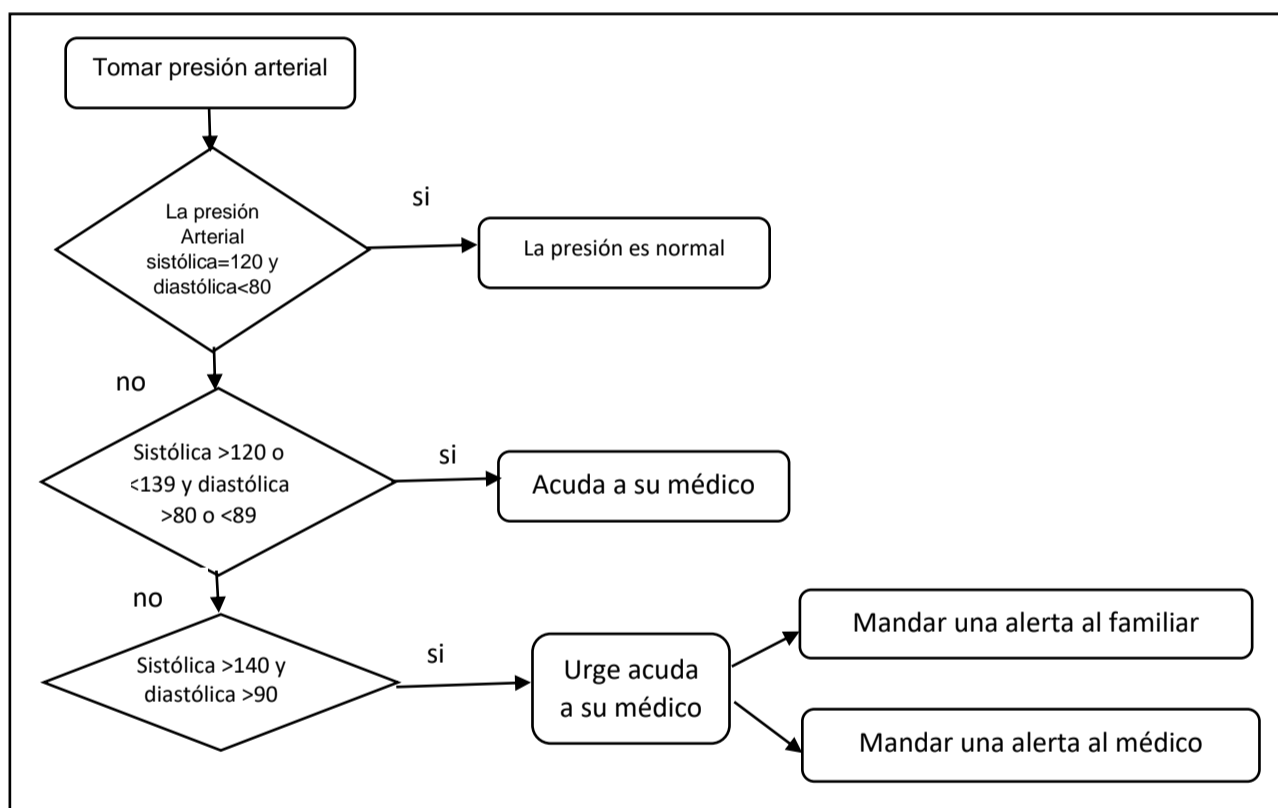 Tomar presión arterial
si
La presión
Arterial
sistólica=120 y
diastólica<80
La presión es normal
no
Sistólica >120 o
<139 y diastólica
>80 o <89
si
Acuda a su médico
no
Sistólica >140 y
diastólica >90
si
Urge acuda
a su médico
Mandar una alerta al familiar
Mandar una alerta al médico